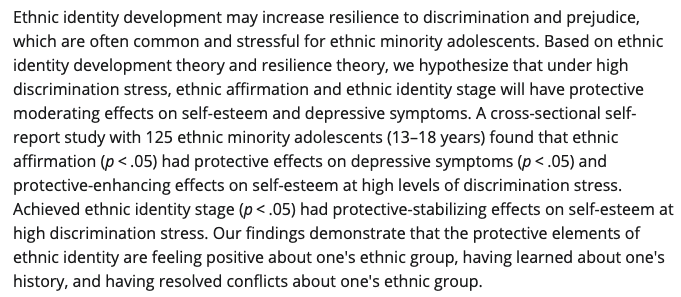 Ethnic identity development may increase resilience to discrimination and prejudice,
which are often common and stressful for ethnic minority adolescents. Based on ethnic
identity development theory and resilience theory, we hypothesize that under high
discrimination stress, ethnic affirmation and ethnic identity stage will have protective
moderating effects on self-esteem and depressive symptoms. A cross-sectional self-
report study with 125 ethnic minority adolescents (13–18 years) found that ethnic
affirmation (p < .05) had protective effects on depressive symptoms (p < .05) and
protective-enhancing effects on self-esteem at high levels of discrimination stress.
Achieved ethnic identity stage (p < .05) had protective-stabilizing effects on self-esteem at
high discrimination stress. Our findings demonstrate that the protective elements of
ethnic identity are feeling positive about one's ethnic group, having learned about one's
history, and having resolved conflicts about one's ethnic group.